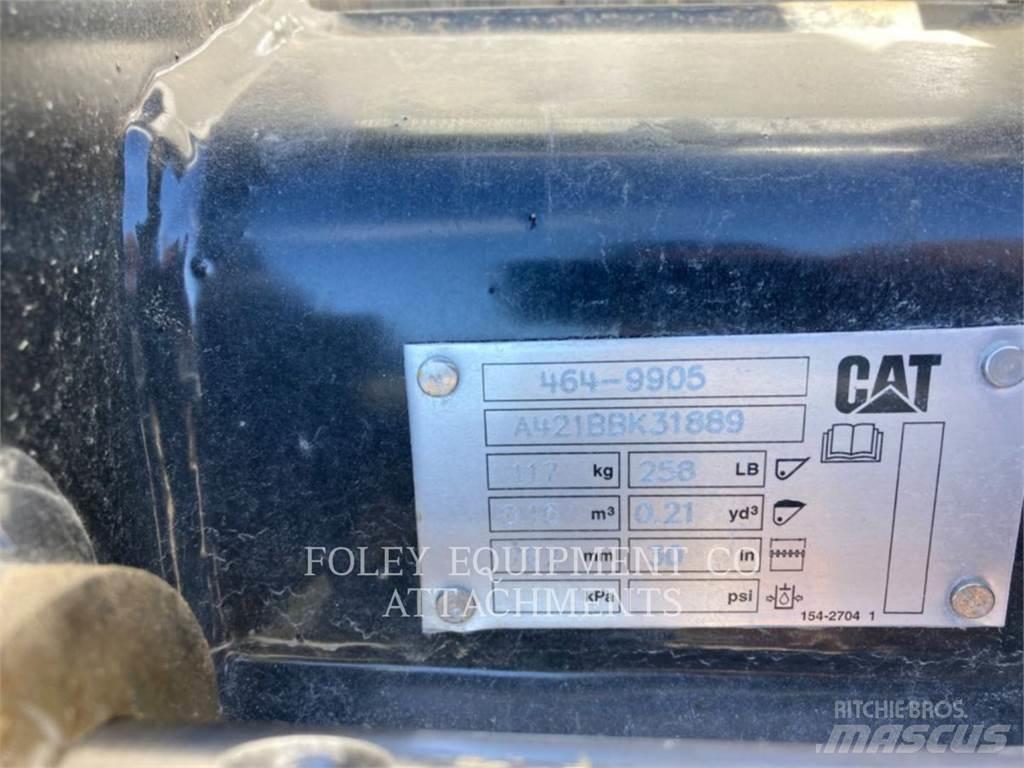 464-9905
CAT
A421BBK31889
117 kg 258 LB
m³ 0.21 yd³
mm in
kPa psi
154-2704 1
FOLEY EQUIPMENT CO
ATTACHMENTS
RITCHIE BROS.
MASCUS